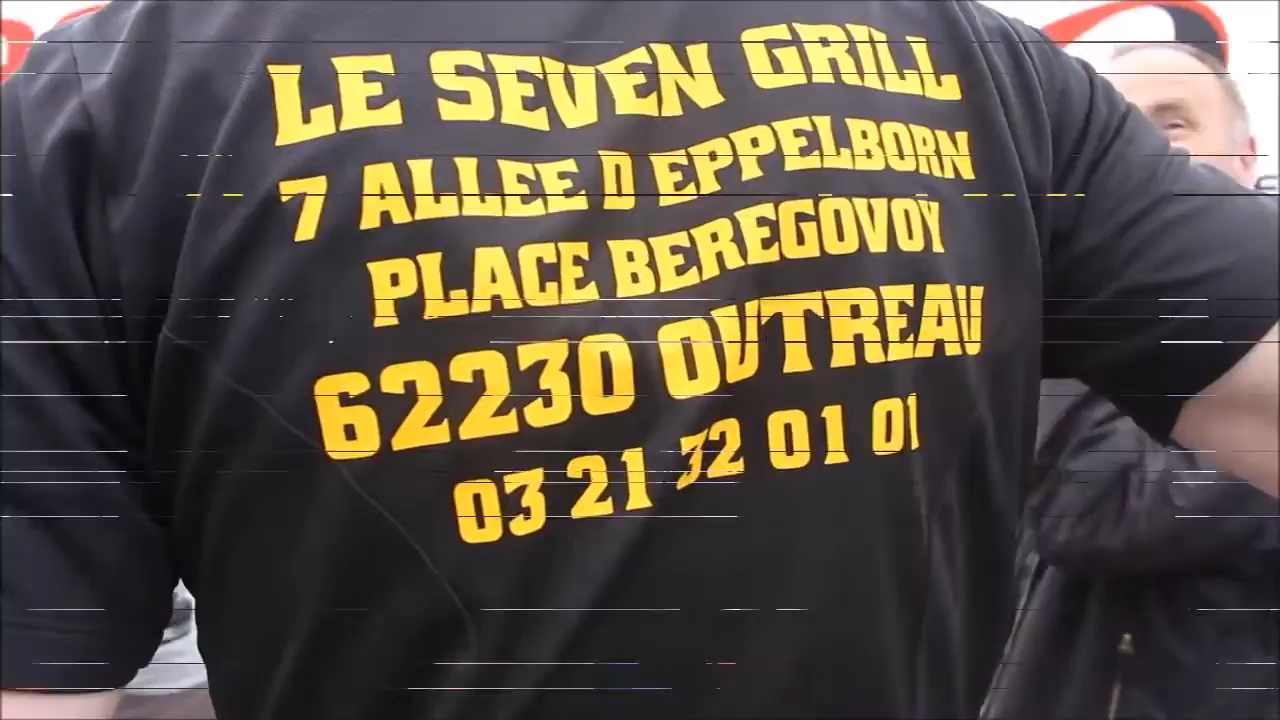 LE SEVEN GRILL
7 ALLEE D EPPELBORN
PLACE BEREGOVOY
62230 OUTREAU
03 21 32 01 01